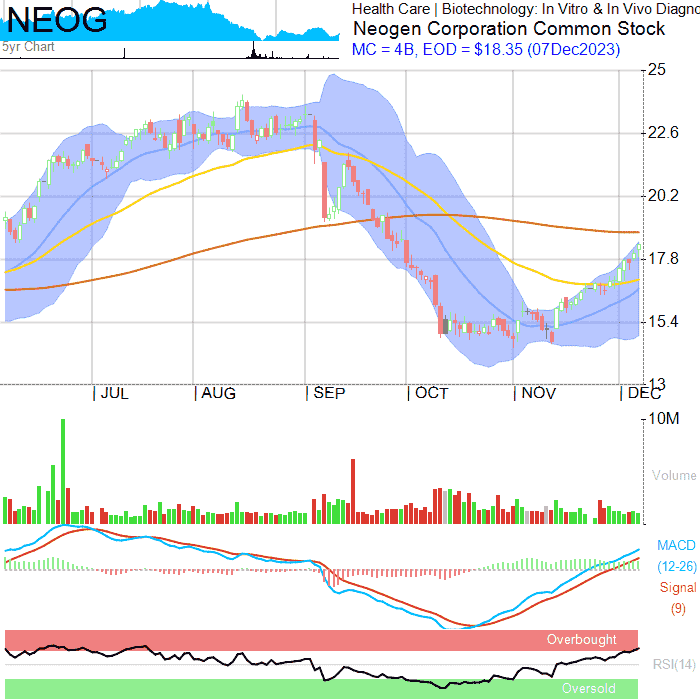 NEOG
5yr Chart
Health Care | Biotechnology: In Vitro & In Vivo Diagno
Neogen Corporation Common Stock
MC = 4B, EOD = $18.35 (07Dec2023)
25
22.6
20.2
17.8
15.4
13
JUL AUG SEP OCT NOV DEC
10M
Volume
MACD
(12-26)
Signal
(9)
Overbought
RSI(14)
Oversold